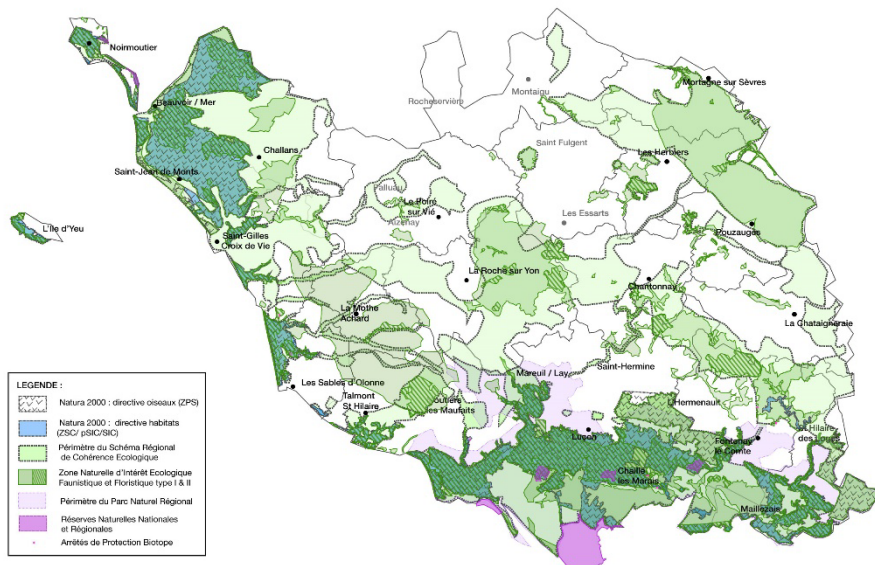 Noirmoutier
Beauvoir / Mer
Challans
Saint-Jean de Monts
L'île d'Yeu
Saint-Gilles
Croix de Vie
Rocheservière
Montaigu
Mortagne sur Sèvres
Saint Fulgent
Les Herbiers
Palluau
Le Poiré
sur Vié
Aizenay
Les Essarts
Pouzauges
La Roche sur Yon
Chantonnay
La Mothe
Achard
La Chataigneraie
Saint-Hermine
Mareuil / Lay
Les Sables d'Olonne
Talmont
St Hilaire
les Maufaits
L'Hermenault
Luçon
Fontenay
le Comte
St Hilaire
des Loges
Chaillé
les Marais
Maillezais
LEGENDE :
Natura 2000 : directive oiseaux (ZPS)
Natura 2000 : directive habitats
(ZSC/ pSIC/SIC)
Périmètre du Schéma Régional
de Cohérence Ecologique
Zone Naturelle d'Intérêt Ecologique
Faunistique et Floristique type I & II
Périmètre du Parc Naturel Régional
Réserves Naturelles Nationales
et Régionales
Arrêtés de Protection Biotope